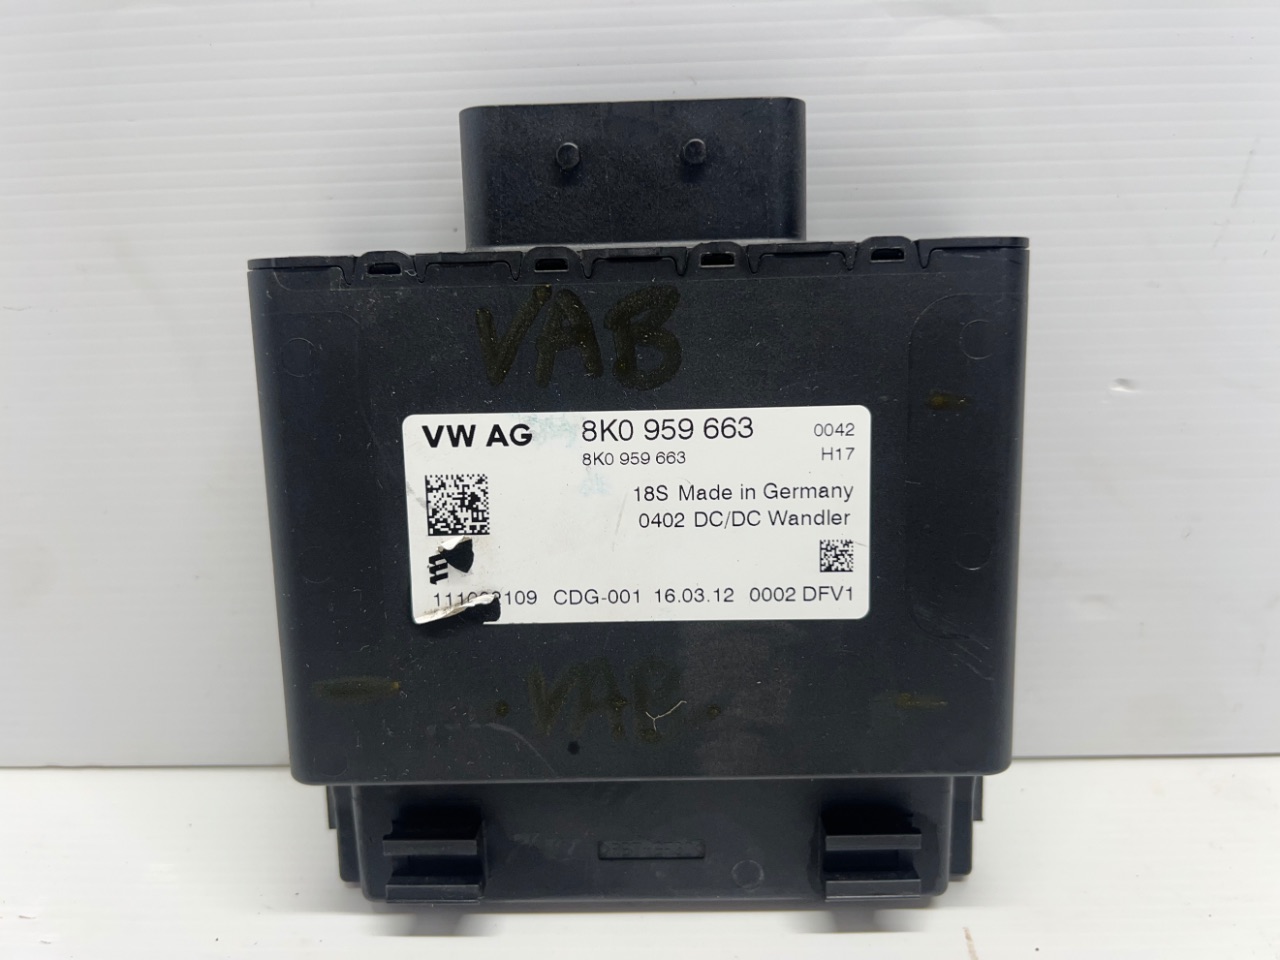 VAB
VW AG 8K0 959 663 0042
8K0 959 663 H17
18S Made in Germany
0402 DC/DC Wandler
CDG-001 16.03.12 0002 DFV1
VAB